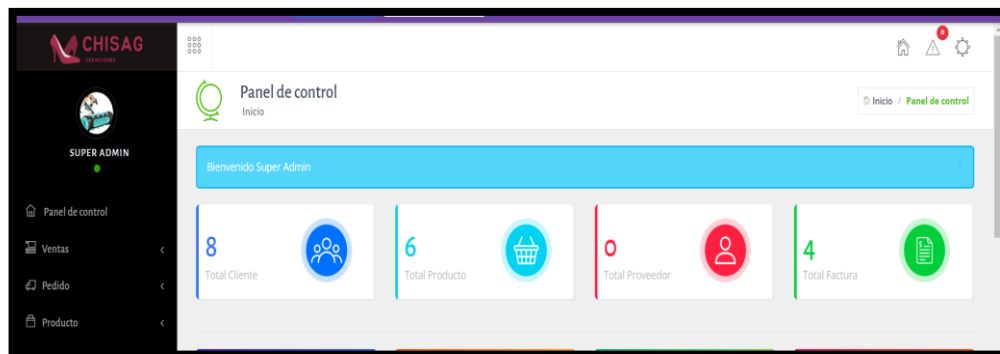 CHISAG
CREACIONES
0
Panel de control
Inicio
Inicio / Panel de control
SUPER ADMIN
Bienvenido Super Admin
Panel de control
Ventas
Pedido
Producto
8
Total Cliente
6
Total Producto
0
Total Proveedor
4
Total Factura